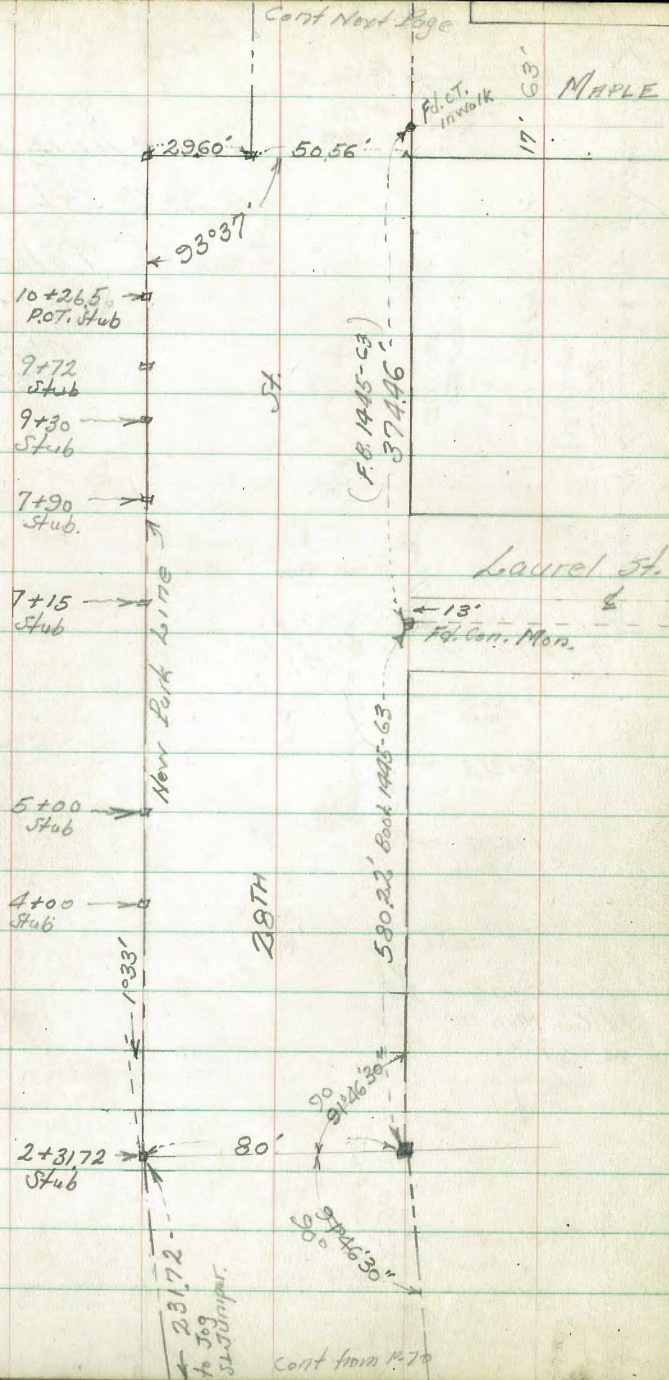 Cont Next Page
Fd. C.T.
in walk
17' 63'
MAPLE
29.60'
50.56'
93°37'
10+26.5
P.O.T. Stub
9+72
Stub
9+30
Stub
St.
(F.B. 1445-63)
374.46'
7+90
Stub.
Laurel St.
7+15
Stub
13'
Fd. Con. Mon.
New Park Line
5+00
Stub
580.22' Book 1445-63
4+00
Stub
28TH
1°33'
90
91°46'30"
2+31.72
Stub
80'
91°46'30"
231.72
to Jog
St. Juniper.
Cont from P-70